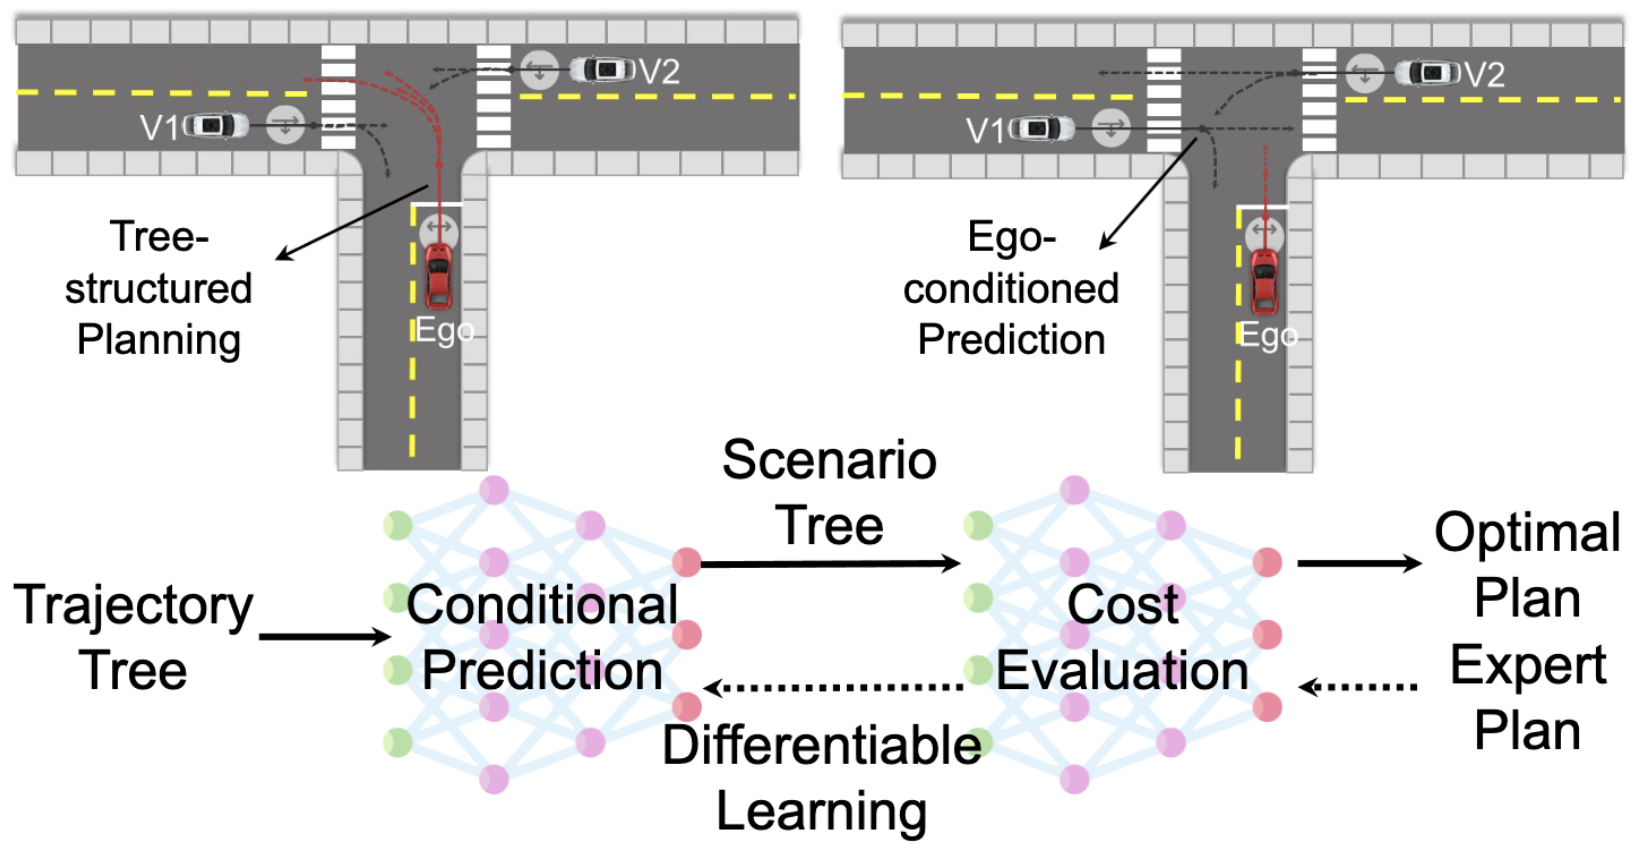 V2
V1
Tree-
structured
Planning
Ego
V2
V1
Ego-
conditioned
Prediction
Ego
Trajectory
Tree
Conditional
Prediction
Scenario
Tree
Differentiable
Learning
Cost
Evaluation
Optimal
Plan
Expert
Plan